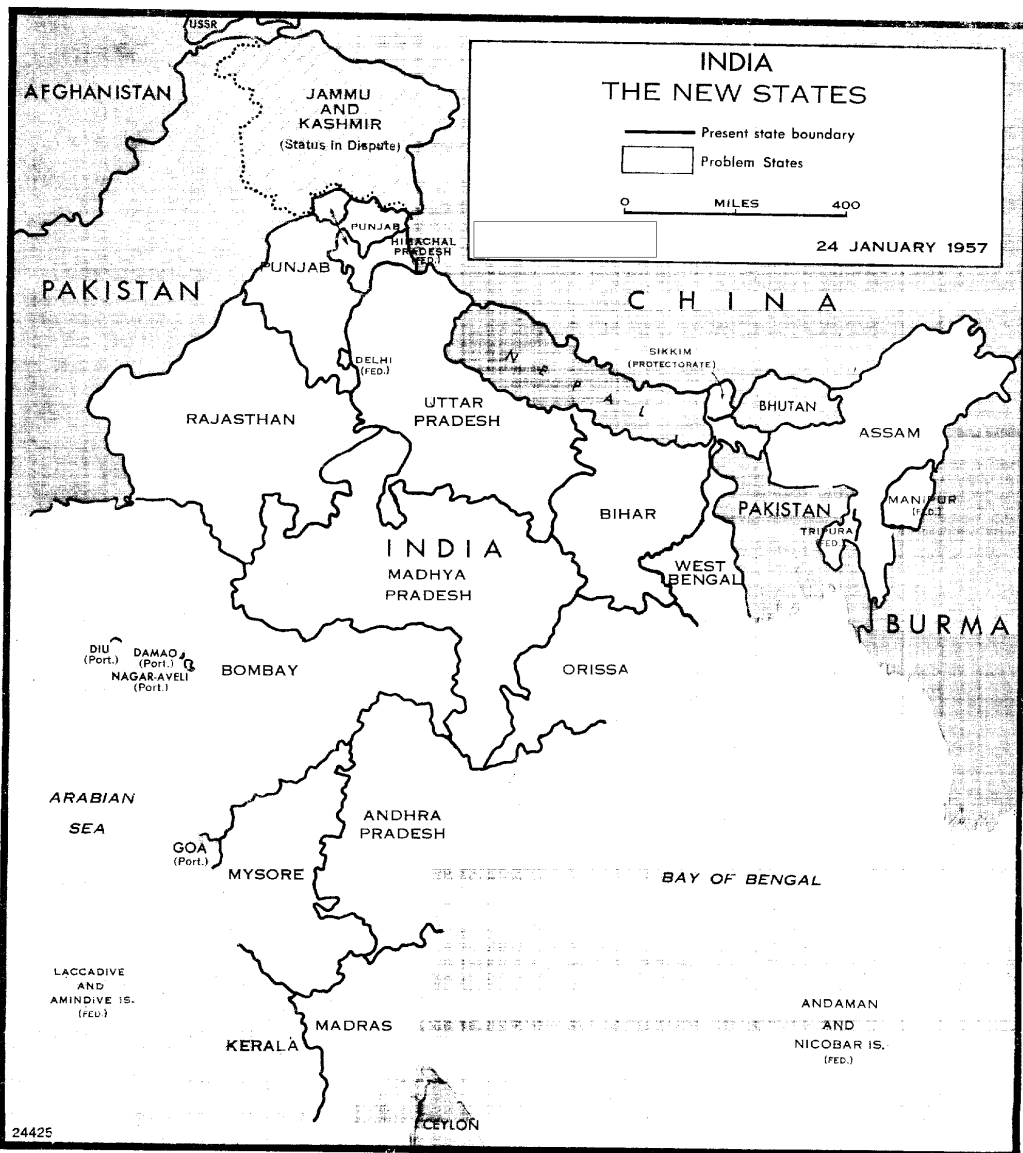 USSR
AFGHANISTAN
JAMMU
AND
KASHMIR
(Status in Dispute)
INDIA
THE NEW STATES
Present state boundary
Problem States
0 MILES 400
24 JANUARY 1957
PUNJAB
HIMACHAL
PRADESH
(FED.)
PUNJAB
PAKISTAN
CHINA
NEPAL
SIKKIM
(PROTECTORATE)
BHUTAN
DELHI
(FED.)
RAJASTHAN
UTTAR
PRADESH
ASSAM
BIHAR
PAKISTAN
MANIPUR
(FED.)
TRIPURA
(FED.)
INDIA
MADHYA
PRADESH
WEST
BENGAL
BURMA
DIU
(Port.)
DAMAO
(Port.)
NAGAR-AVELI
(Port.)
BOMBAY
ORISSA
ARABIAN
SEA
ANDHRA
PRADESH
GOA
(Port.)
MYSORE
BAY OF BENGAL
LACCADIVE
AND
AMINDIVE IS.
(FED.)
ANDAMAN
AND
NICOBAR IS.
(FED.)
MADRAS
KERALA
CEYLON
24425